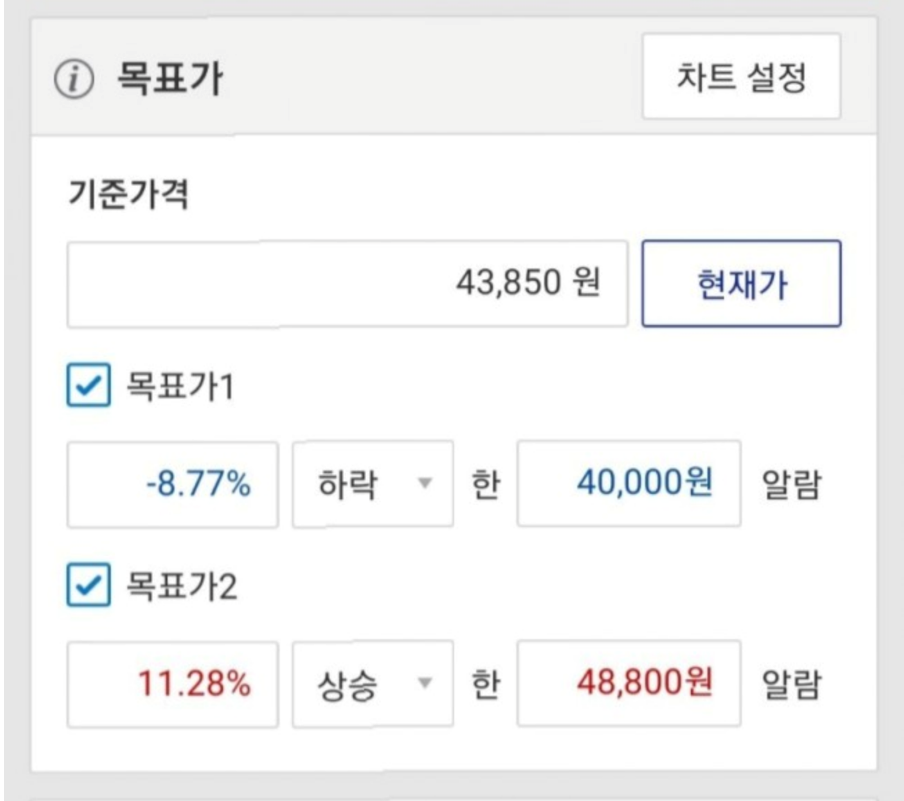 목표가 차트 설정
기준가격
43,850 원 현재가
목표가1
-8.77% 하락 한 40,000원 알람
목표가2
11.28% 상승 한 48,800원 알람